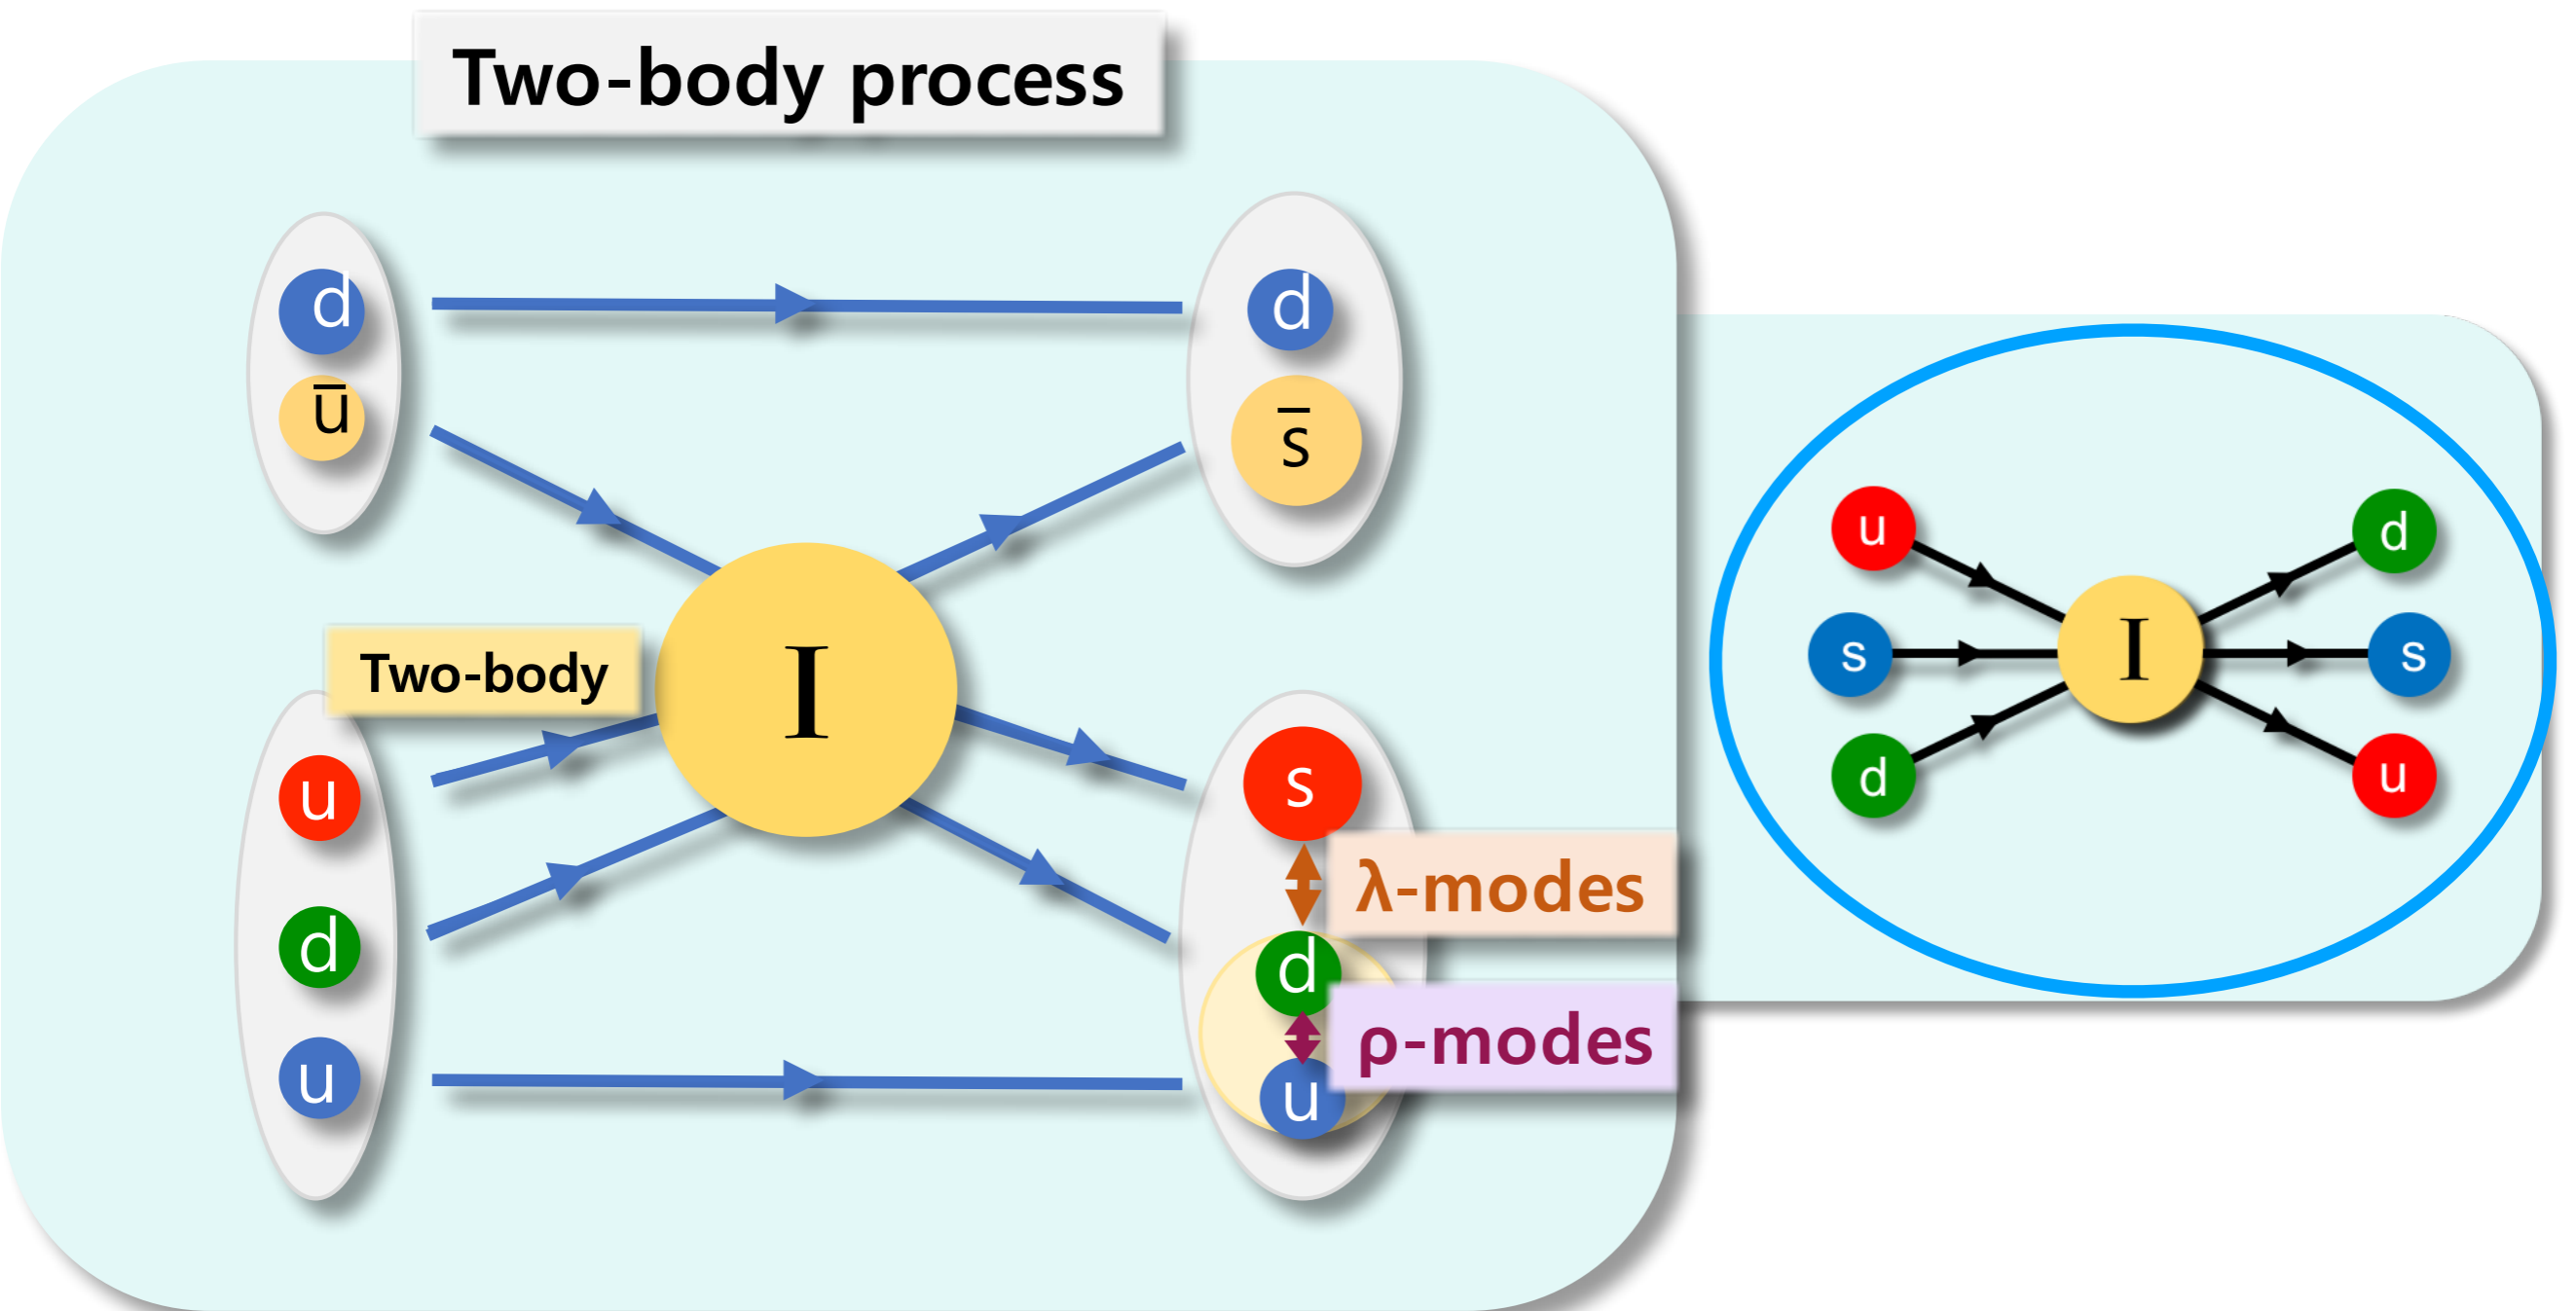 Two-body process
d
d
ū
s̄
Two-body
I
u
s
λ-modes
d
d
ρ-modes
u
u
u
d
s
I
s
d
u